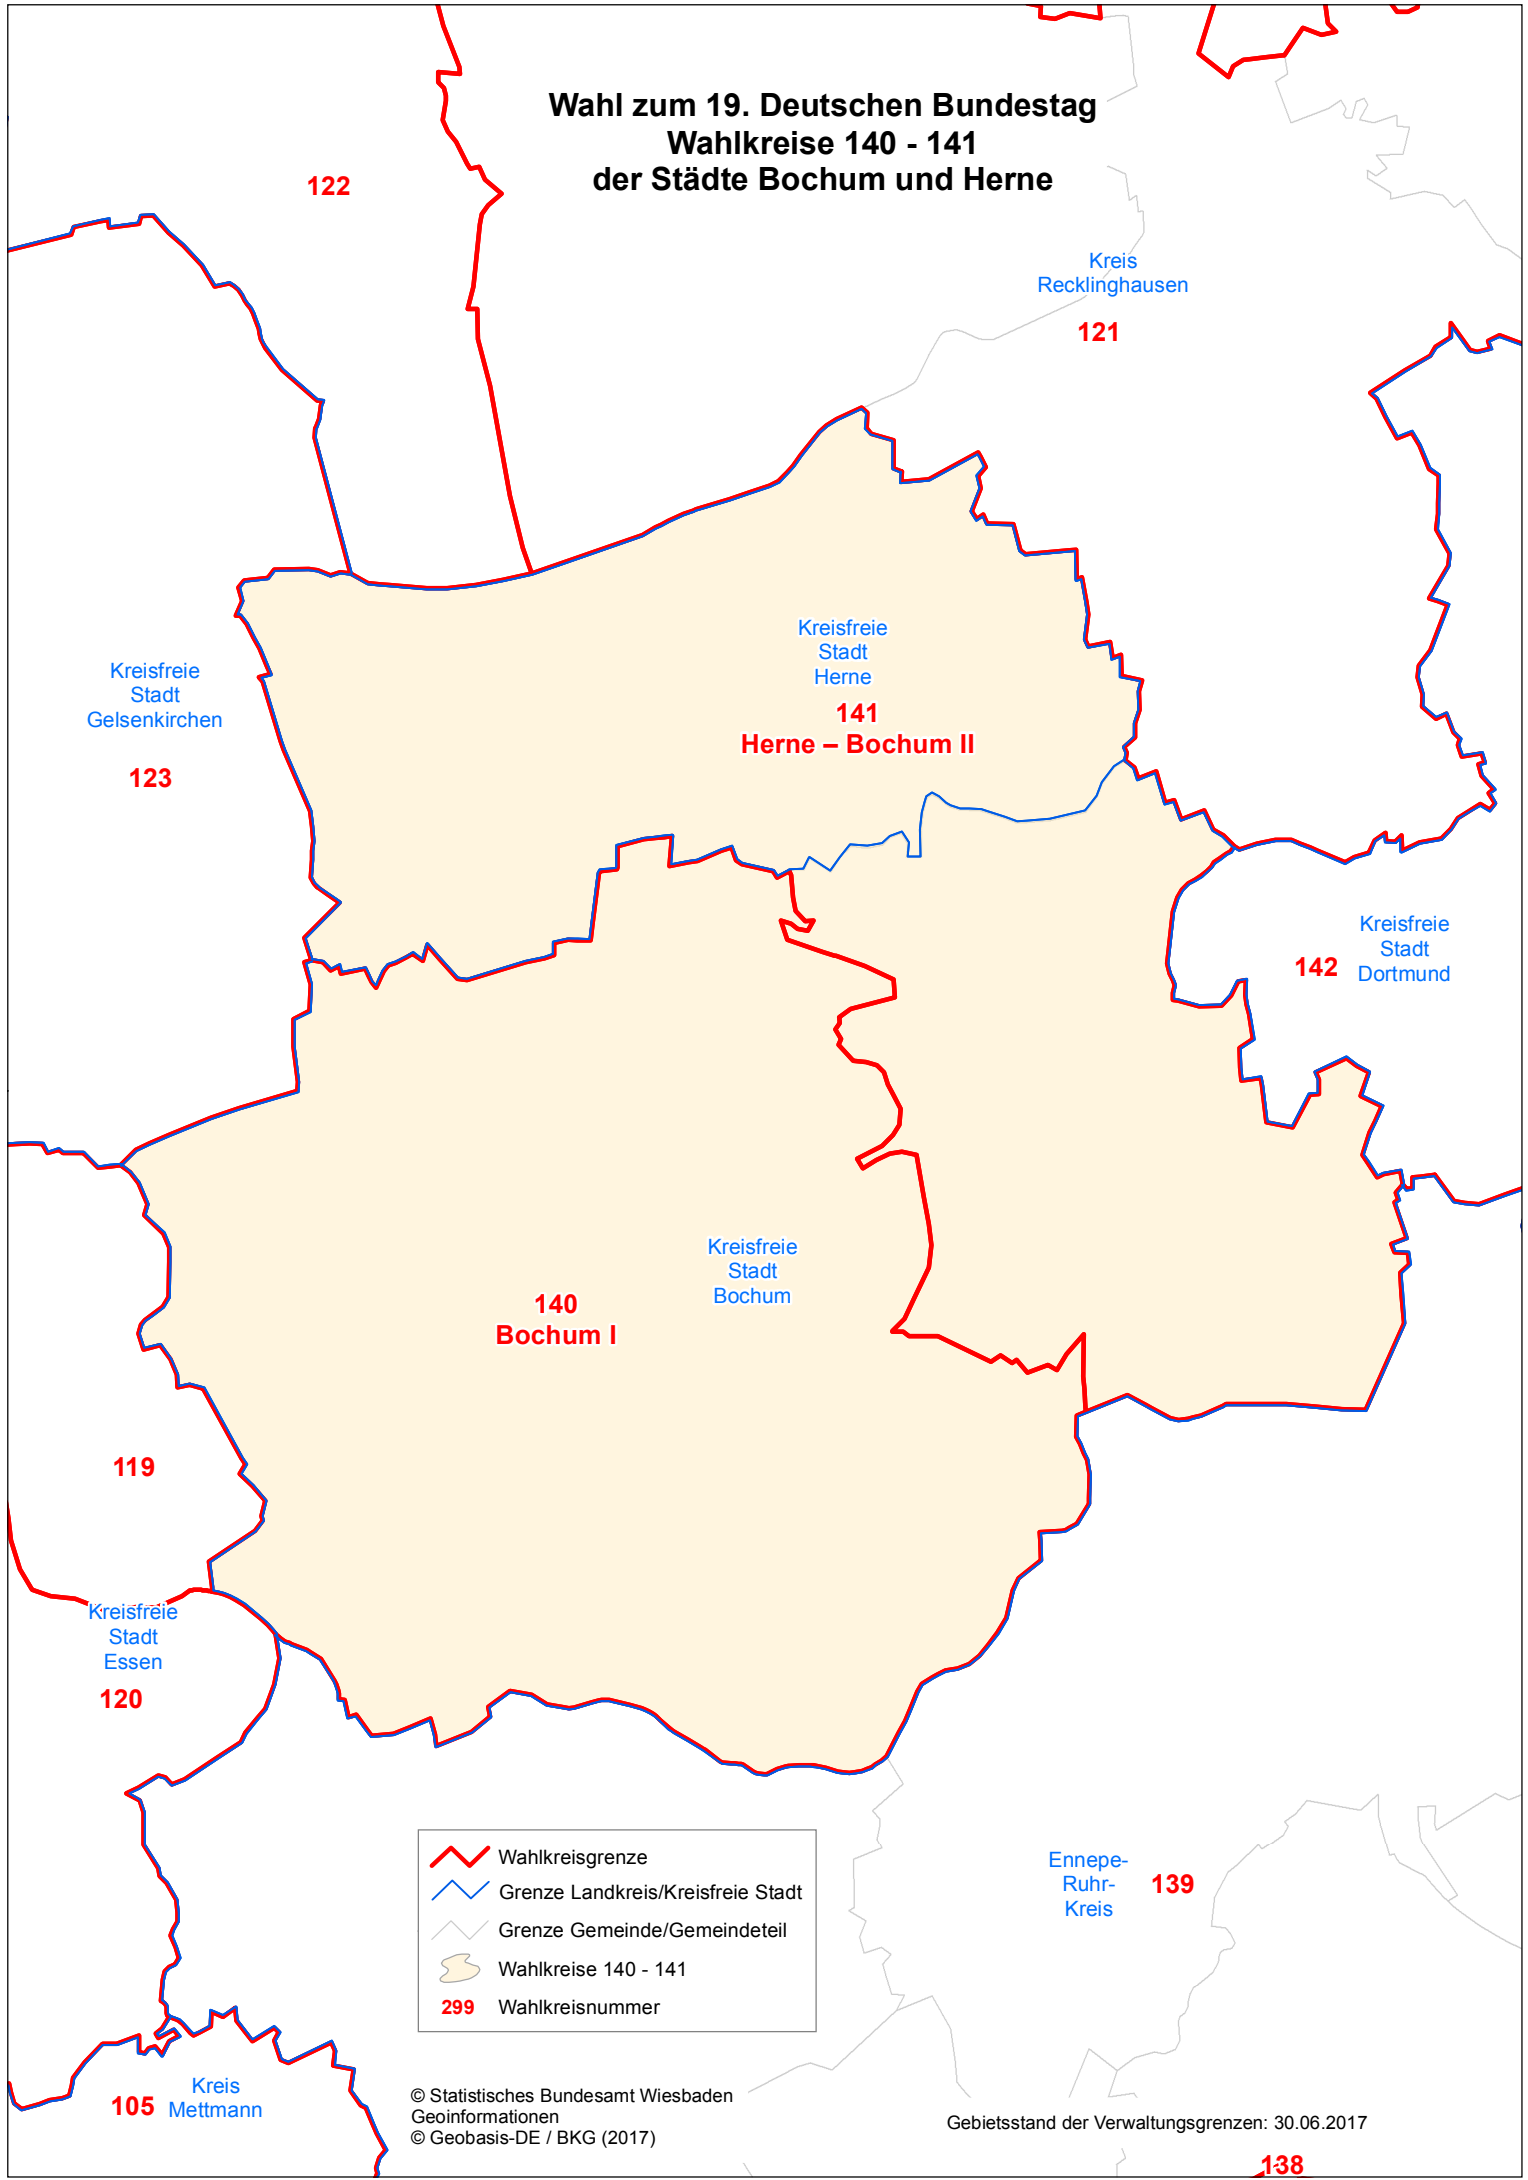 Wahl zum 19. Deutschen Bundestag
Wahlkreise 140 - 141
der Städte Bochum und Herne
122
Kreis
Recklinghausen
121
Kreisfreie
Stadt
Herne
141
Herne – Bochum II
Kreisfreie
Stadt
Gelsenkirchen
123
Kreisfreie
Stadt
Dortmund
142
Kreisfreie
Stadt
Bochum
140
Bochum I
119
Kreisfreie
Stadt
Essen
120
Ennepe-
Ruhr-
Kreis
139
Wahlkreisgrenze
Grenze Landkreis/Kreisfreie Stadt
Grenze Gemeinde/Gemeindeteil
Wahlkreise 140 - 141
299 Wahlkreisnummer
105
Kreis
Mettmann
© Statistisches Bundesamt Wiesbaden
Geoinformationen
© Geobasis-DE / BKG (2017)
Gebietsstand der Verwaltungsgrenzen: 30.06.2017
138